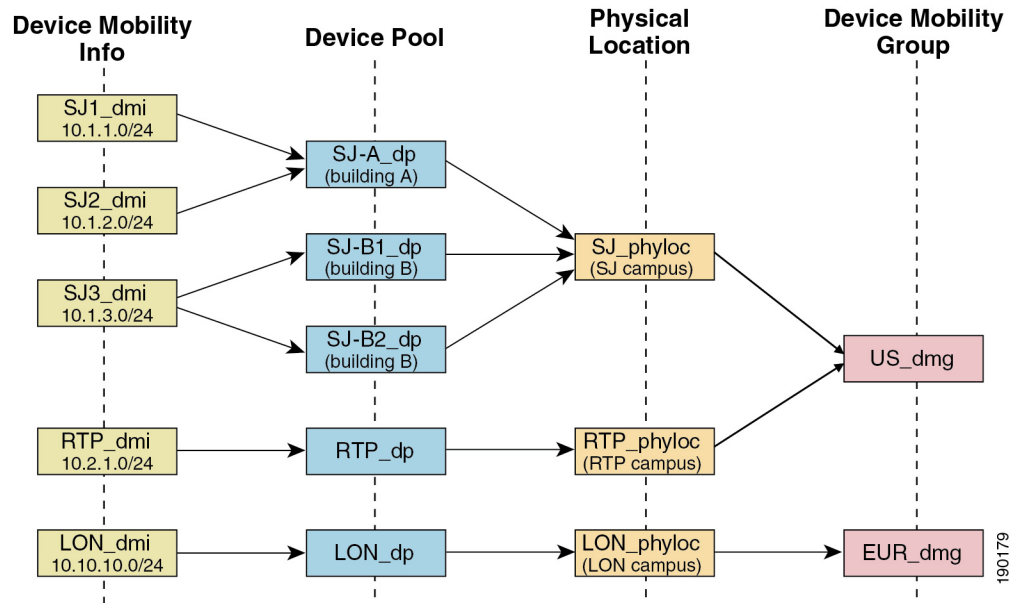 Device Mobility
Info
Device Pool
Physical
Location
Device Mobility
Group
SJ1_dmi
10.1.1.0/24
SJ2_dmi
10.1.2.0/24
SJ3_dmi
10.1.3.0/24
RTP_dmi
10.2.1.0/24
LON_dmi
10.10.10.0/24
SJ-A_dp
(building A)
SJ-B1_dp
(building B)
SJ-B2_dp
(building B)
RTP_dp
LON_dp
SJ_phyloc
(SJ campus)
RTP_phyloc
(RTP campus)
LON_phyloc
(LON campus)
US_dmg
EUR_dmg
190179